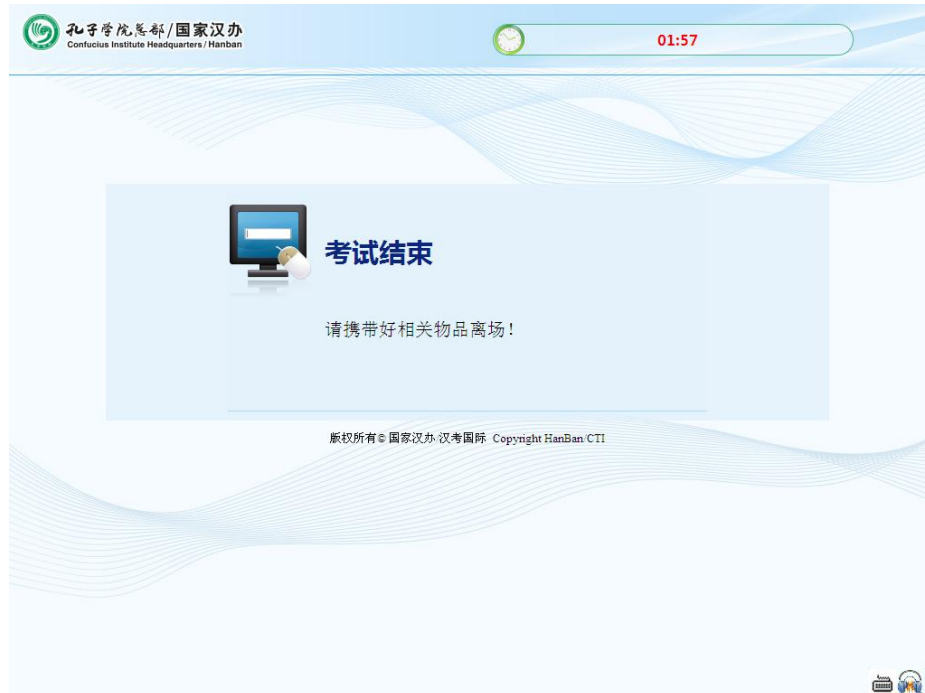 孔子学院总部/国家汉办
Confucius Institute Headquarters / Hanban
01:57
考试结束
请携带好相关物品离场!
版权所有© 国家汉办/汉考国际 Copyright HanBan/CTI